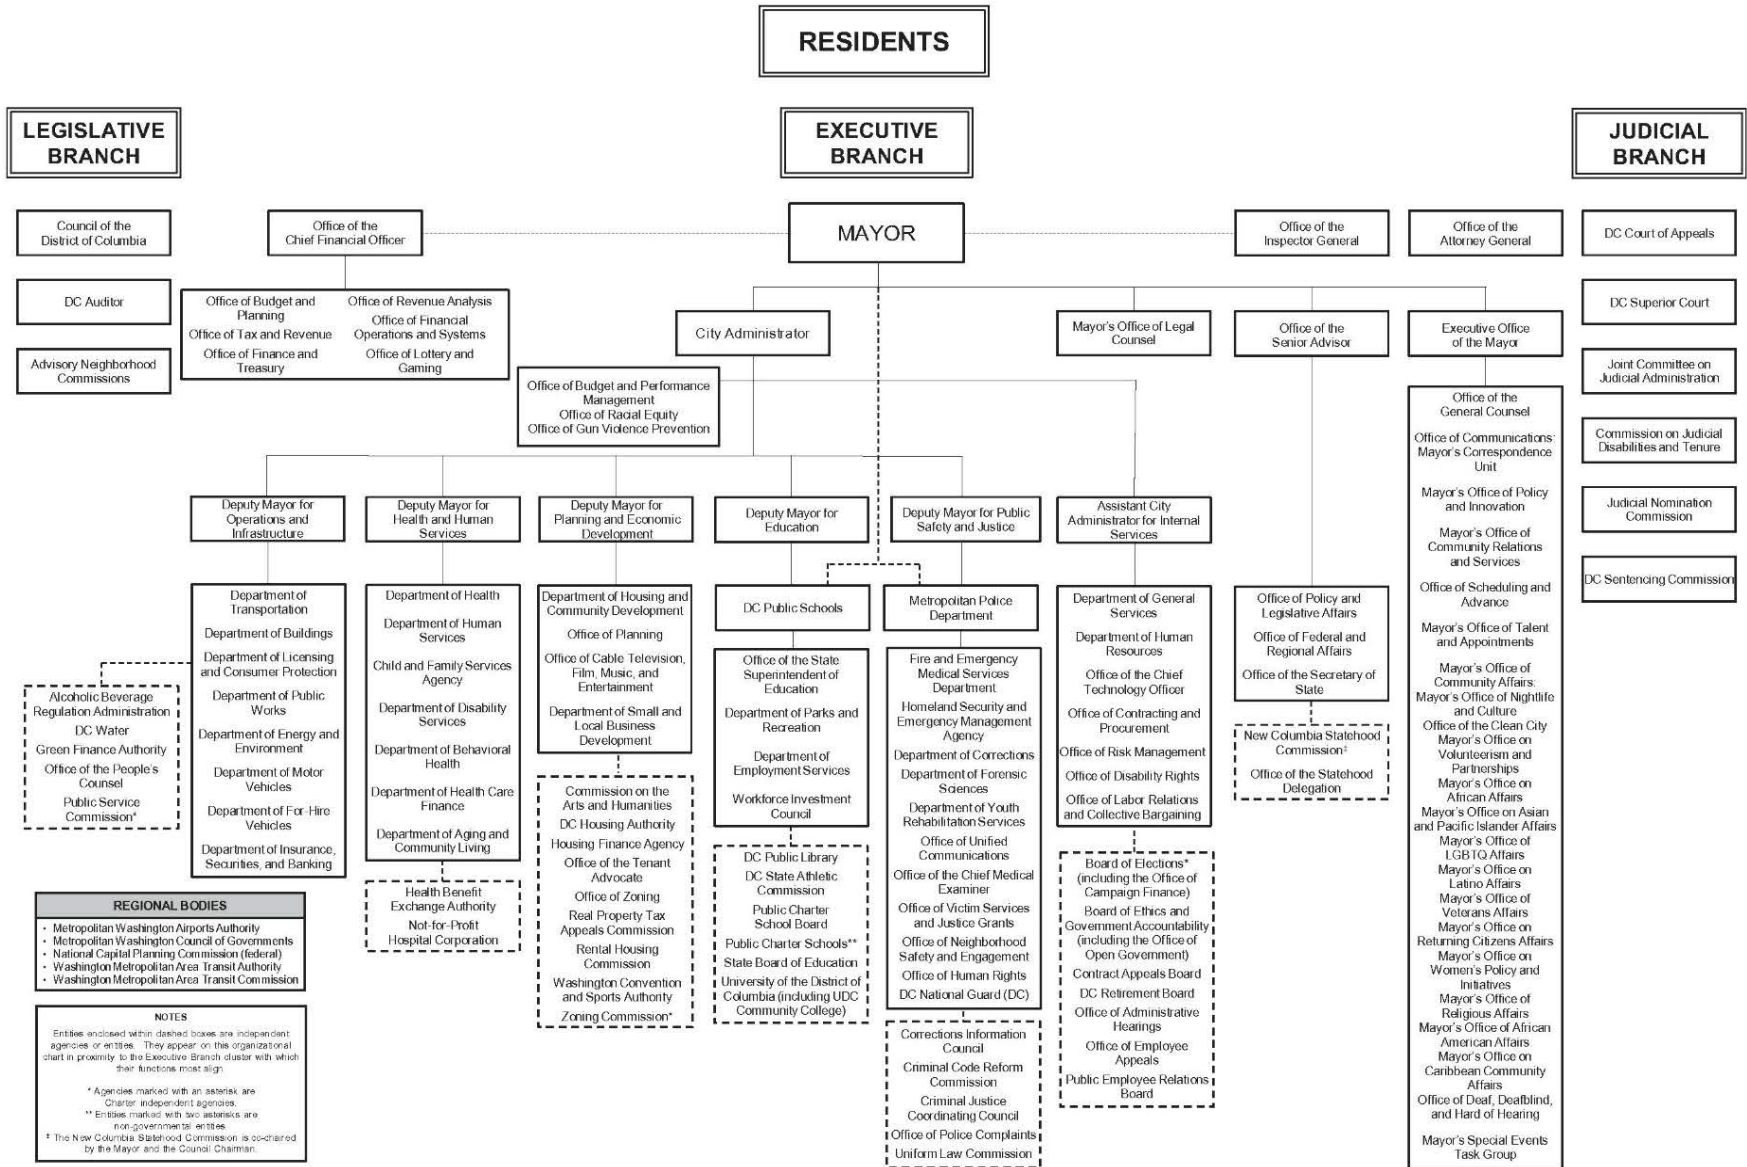 RESIDENTS
LEGISLATIVE
BRANCH
EXECUTIVE
BRANCH
JUDICIAL
BRANCH
Council of the
District of Columbia
DC Auditor
Advisory Neighborhood
Commissions
Office of the
Chief Financial Officer
Office of Budget and
Planning
Office of Tax and Revenue
Office of Finance and
Treasury
Office of Revenue Analysis
Office of Financial
Operations and Systems
Office of Lottery and
Gaming
MAYOR
Office of the
Inspector General
Office of the
Attorney General
DC Court of Appeals
DC Superior Court
Joint Committee on
Judicial Administration
Commission on Judicial
Disabilities and Tenure
Judicial Nomination
Commission
DC Sentencing Commission
City Administrator
Mayor's Office of Legal
Counsel
Office of the
Senior Advisor
Executive Office
of the Mayor
Office of Budget and Performance
Management
Office of Racial Equity
Office of Gun Violence Prevention
Deputy Mayor for
Operations and
Infrastructure
Deputy Mayor for
Health and Human
Services
Deputy Mayor for
Planning and Economic
Development
Deputy Mayor for
Education
Deputy Mayor for Public
Safety and Justice
Assistant City
Administrator for Internal
Services
Department of
Transportation
Department of Buildings
Department of Licensing
and Consumer Protection
Department of Public
Works
Department of Energy and
Environment
Department of Motor
Vehicles
Department of For-Hire
Vehicles
Department of Insurance,
Securities, and Banking
Alcoholic Beverage
Regulation Administration
DC Water
Green Finance Authority
Office of the People's
Counsel
Public Service
Commission*
Department of Health
Department of Human
Services
Child and Family Services
Agency
Department of Disability
Services
Department of Behavioral
Health
Department of Health Care
Finance
Department of Aging and
Community Living
Health Benefit
Exchange Authority
Not-for-Profit
Hospital Corporation
Department of Housing and
Community Development
Office of Planning
Office of Cable Television,
Film, Music, and
Entertainment
Department of Small and
Local Business
Development
Commission on the
Arts and Humanities
DC Housing Authority
Housing Finance Agency
Office of the Tenant
Advocate
Office of Zoning
Real Property Tax
Appeals Commission
Rental Housing
Commission
Washington Convention
and Sports Authority
Zoning Commission*
DC Public Schools
Office of the State
Superintendent of
Education
Department of Parks and
Recreation
Department of
Employment Services
Workforce Investment
Council
DC Public Library
DC State Athletic
Commission
Public Charter
School Board
Public Charter Schools**
State Board of Education
University of the District of
Columbia (including UDC
Community College)
Metropolitan Police
Department
Fire and Emergency
Medical Services
Department
Homeland Security and
Emergency Management
Agency
Department of Corrections
Department of Forensic
Sciences
Department of Youth
Rehabilitation Services
Office of Unified
Communications
Office of the Chief Medical
Examiner
Office of Victim Services
and Justice Grants
Office of Neighborhood
Safety and Engagement
Office of Human Rights
DC National Guard (DC)
Corrections Information
Council
Criminal Code Reform
Commission
Criminal Justice
Coordinating Council
Office of Police Complaints
Uniform Law Commission
Department of General
Services
Department of Human
Resources
Office of the Chief
Technology Officer
Office of Contracting and
Procurement
Office of Risk Management
Office of Disability Rights
Office of Labor Relations
and Collective Bargaining
Board of Elections*
(including the Office of
Campaign Finance)
Board of Ethics and
Government Accountability
(including the Office of
Open Government)
Contract Appeals Board
DC Retirement Board
Office of Administrative
Hearings
Office of Employee
Appeals
Public Employee Relations
Board
Office of Policy and
Legislative Affairs
Office of Federal and
Regional Affairs
Office of the Secretary of
State
New Columbia Statehood
Commission‡
Office of the Statehood
Delegation
Office of the
General Counsel
Office of Communications:
Mayor's Correspondence
Unit
Mayor's Office of Policy
and Innovation
Mayor's Office of
Community Relations
and Services
Office of Scheduling and
Advance
Mayor's Office of Talent
and Appointments
Mayor's Office of
Community Affairs:
Mayor's Office of Nightlife
and Culture
Office of the Clean City
Mayor's Office on
Volunteerism and
Partnerships
Mayor's Office on
African Affairs
Mayor's Office on Asian
and Pacific Islander Affairs
Mayor's Office of
LGBTQ Affairs
Mayor's Office on
Latino Affairs
Mayor's Office of
Veterans Affairs
Mayor's Office on
Returning Citizens Affairs
Mayor's Office on
Women's Policy and
Initiatives
Mayor's Office of
Religious Affairs
Mayor's Office of African
American Affairs
Mayor's Office on
Caribbean Community
Affairs
Office of Deaf, Deafblind,
and Hard of Hearing
Mayor's Special Events
Task Group
REGIONAL BODIES
• Metropolitan Washington Airports Authority
• Metropolitan Washington Council of Governments
• National Capital Planning Commission (federal)
• Washington Metropolitan Area Transit Authority
• Washington Metropolitan Area Transit Commission
NOTES
Entities enclosed within dashed boxes are independent
agencies or entities. They appear on this organizational
chart in proximity to the Executive Branch cluster with which
their functions most align
* Agencies marked with an asterisk are
Charter independent agencies.
** Entities marked with two asterisks are
non-governmental entities
‡ The New Columbia Statehood Commission is co-chaired
by the Mayor and the Council Chairman.